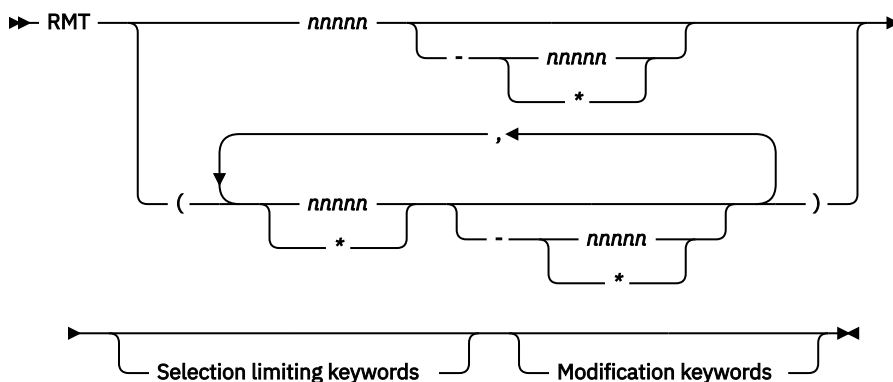 RMT nnnnn
- nnnnn
*
,
( nnnnn )
*
- nnnnn
*
Selection limiting keywords Modification keywords